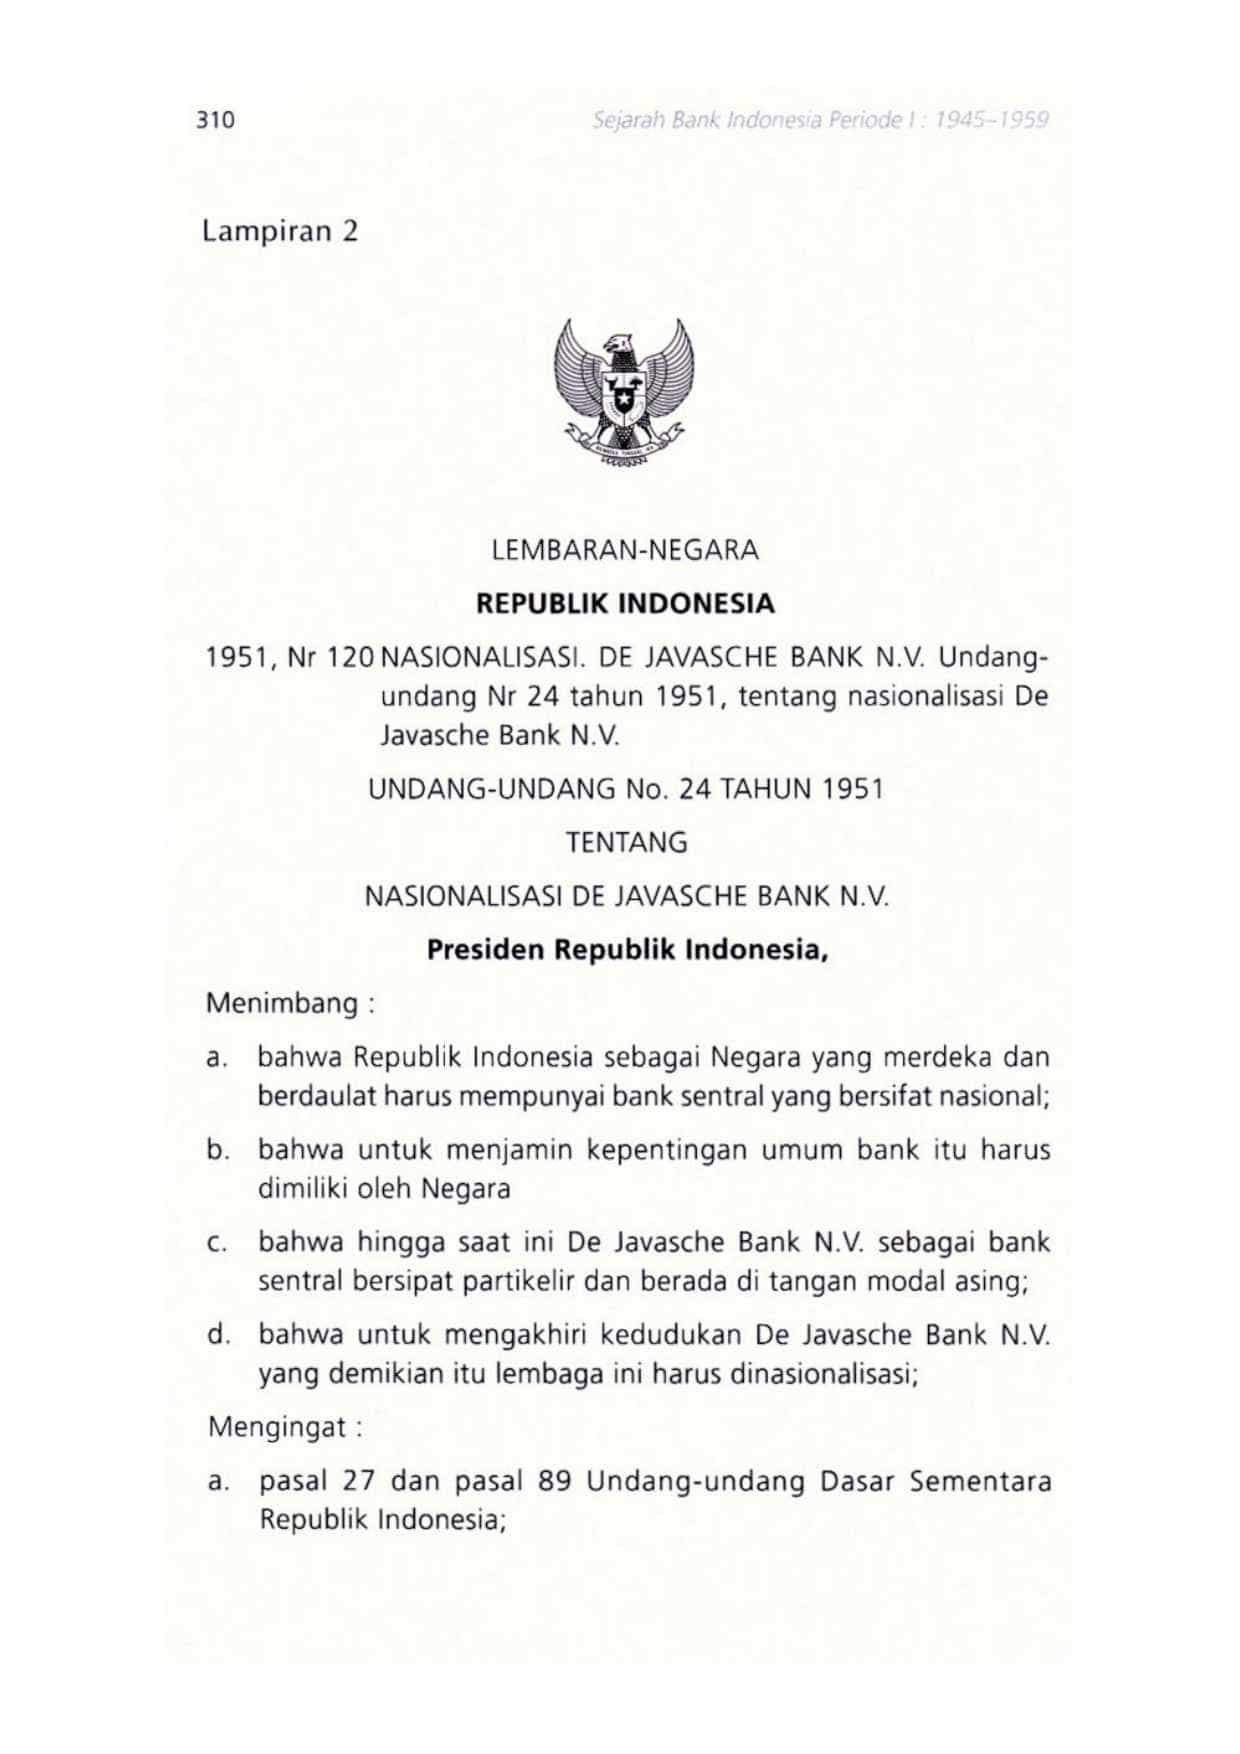 310
Sejarah Bank Indonesia Periode I : 1945–1959
Lampiran 2
LEMBARAN-NEGARA
REPUBLIK INDONESIA
1951, Nr 120 NASIONALISASI. DE JAVASCHE BANK N.V. Undang-
undang Nr 24 tahun 1951, tentang nasionalisasi De
Javasche Bank N.V.
UNDANG-UNDANG No. 24 TAHUN 1951
TENTANG
NASIONALISASI DE JAVASCHE BANK N.V.
Presiden Republik Indonesia,
Menimbang :
a. bahwa Republik Indonesia sebagai Negara yang merdeka dan
berdaulat harus mempunyai bank sentral yang bersifat nasional;
b. bahwa untuk menjamin kepentingan umum bank itu harus
dimiliki oleh Negara
c. bahwa hingga saat ini De Javasche Bank N.V. sebagai bank
sentral bersipat partikelir dan berada di tangan modal asing;
d. bahwa untuk mengakhiri kedudukan De Javasche Bank N.V.
yang demikian itu lembaga ini harus dinasionalisasi;
Mengingat :
a. pasal 27 dan pasal 89 Undang-undang Dasar Sementara
Republik Indonesia;